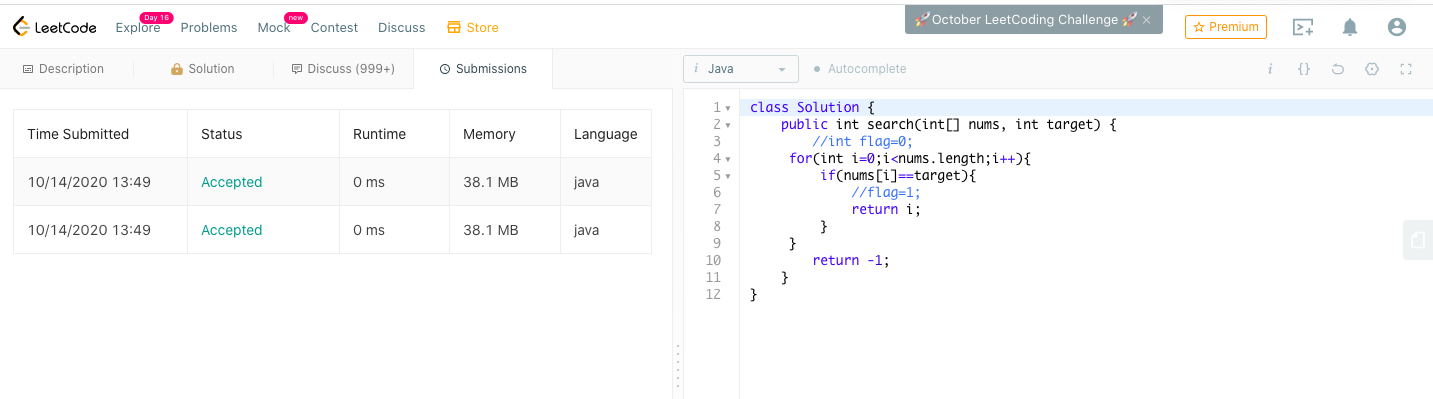 🚀October LeetCoding Challenge 🚀 ×
LeetCode Explore Day 16 Problems Mock new Contest Discuss Store Premium
Description Solution Discuss (999+) Submissions
i Java Autocomplete i {}
Time Submitted Status Runtime Memory Language
10/14/2020 13:49 Accepted 0 ms 38.1 MB java
10/14/2020 13:49 Accepted 0 ms 38.1 MB java
1 class Solution {
2 public int search(int[] nums, int target) {
3 //int flag=0;
4 for(int i=0;i<nums.length;i++){
5 if(nums[i]==target){
6 //flag=1;
7 return i;
8 }
9 }
10 return -1;
11 }
12 }